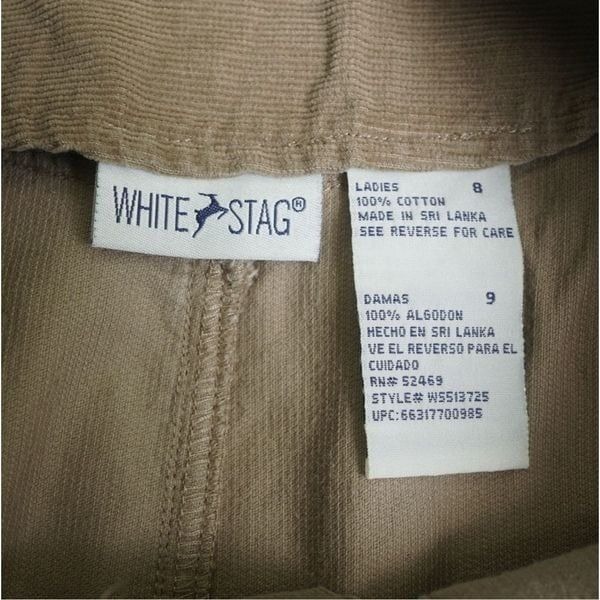 WHITE STAG®
LADIES 8
100% COTTON
MADE IN SRI LANKA
SEE REVERSE FOR CARE
DAMAS 9
100% ALGODON
HECHO EN SRI LANKA
VE EL REVERSO PARA EL
CUIDADO
RN# 52469
STYLE# WS513725
UPC:66317700985